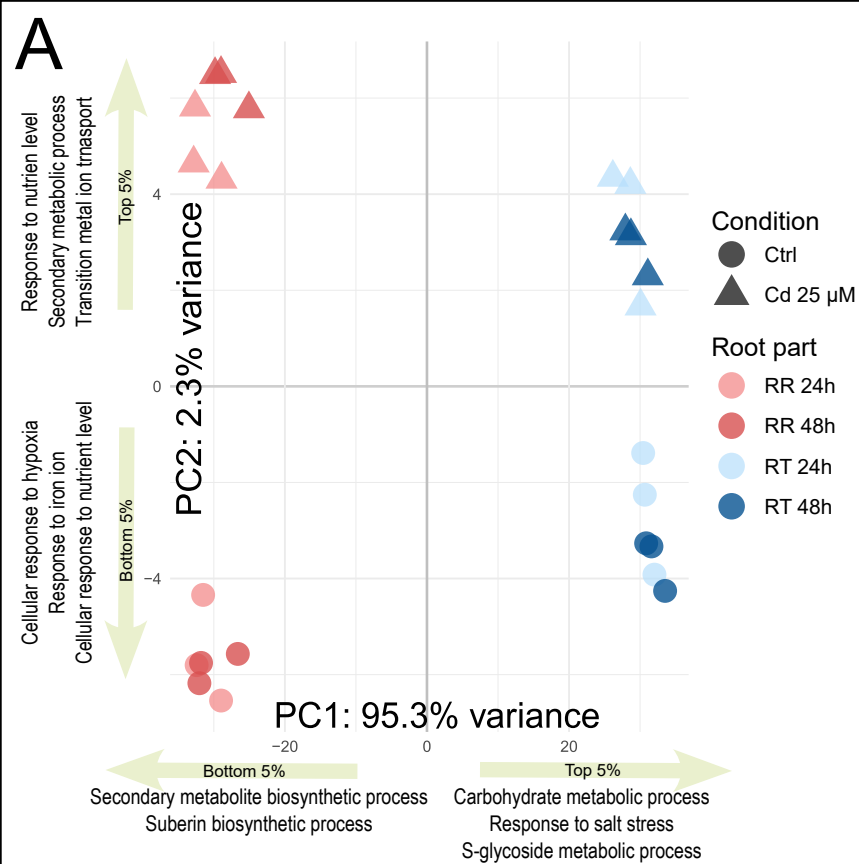 A
Response to nutrien level
Secondary metabolic process
Transition metal ion trnasport
Top 5%
Cellular response to hypoxia
Response to iron ion
Cellular response to nutrient level
Bottom 5%
PC2: 2.3% variance
4
0
−4
PC1: 95.3% variance
−20
0
20
Bottom 5%
Secondary metabolite biosynthetic process
Suberin biosynthetic process
Top 5%
Carbohydrate metabolic process
Response to salt stress
S-glycoside metabolic process
Condition
Ctrl
Cd 25 µM
Root part
RR 24h
RR 48h
RT 24h
RT 48h